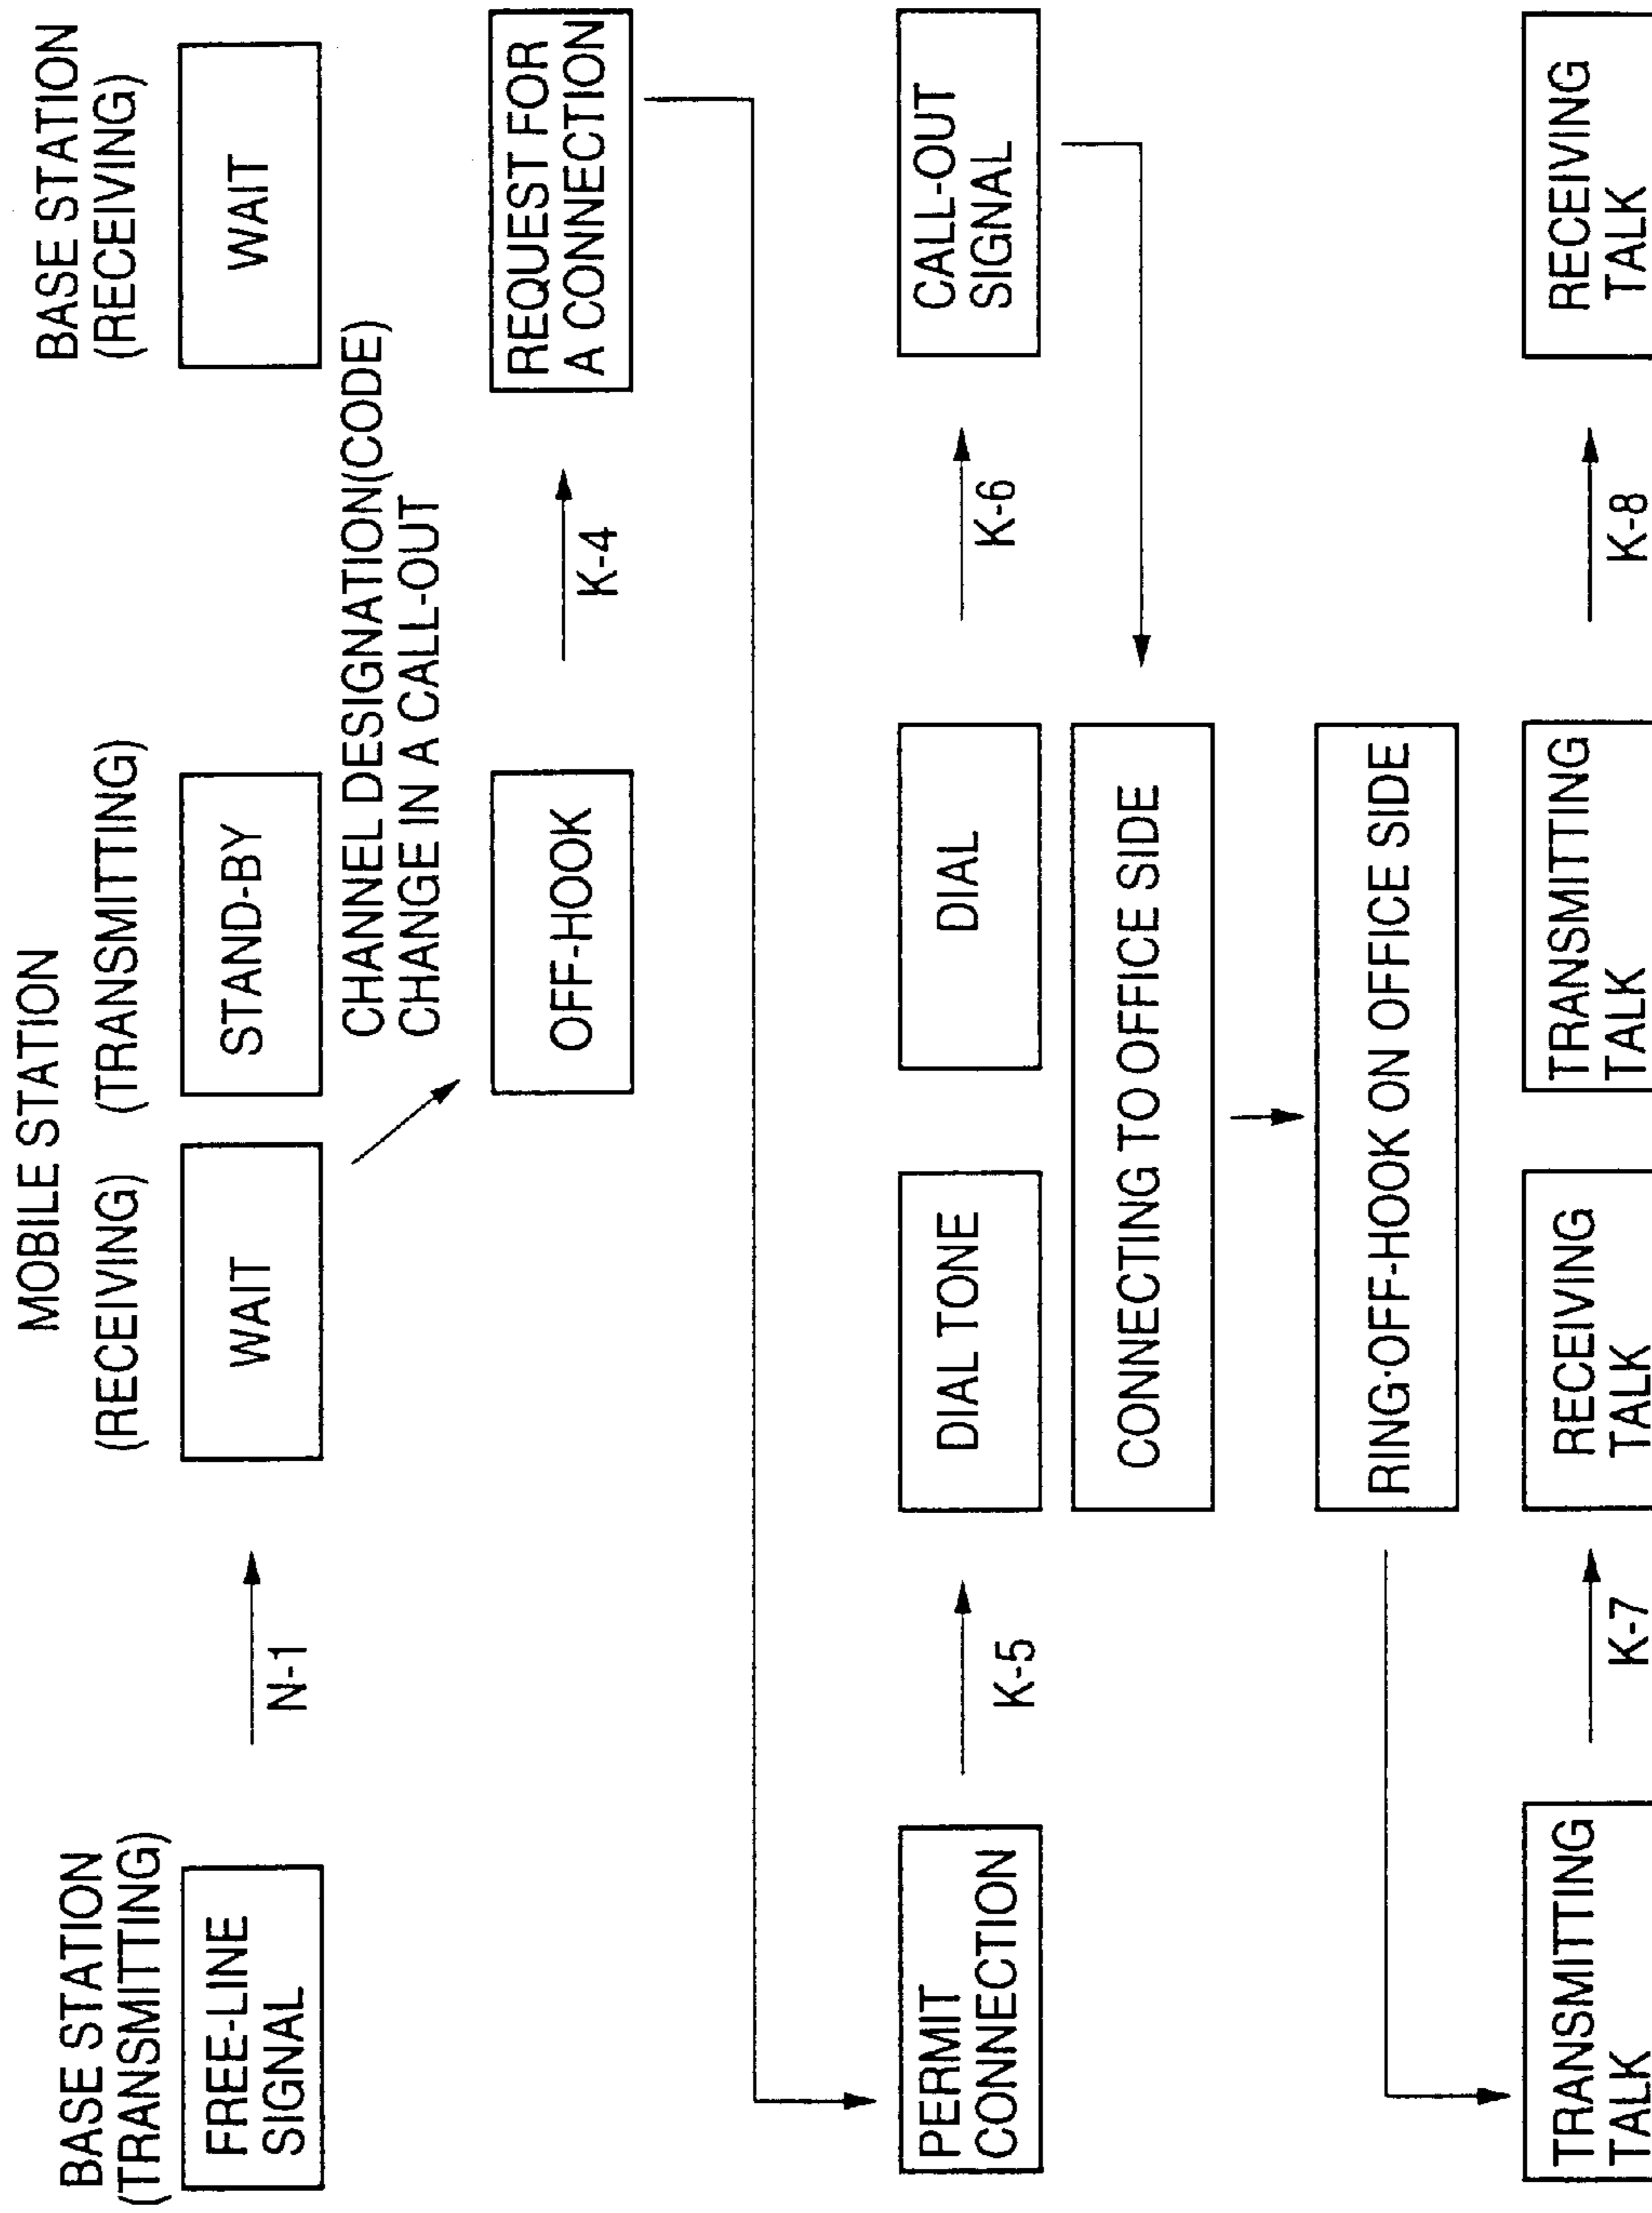 BASE STATION
(TRANSMITTING)
MOBILE STATION
(RECEIVING) (TRANSMITTING)
BASE STATION
(RECEIVING)
FREE-LINE
SIGNAL
N-1
WAIT
STAND-BY
WAIT
CHANNEL DESIGNATION(CODE)
CHANGE IN A CALL-OUT
OFF-HOOK
K-4
REQUEST FOR
A CONNECTION
PERMIT
CONNECTION
K-5
DIAL TONE
DIAL
K-6
CALL-OUT
SIGNAL
CONNECTING TO OFFICE SIDE
RING·OFF-HOOK ON OFFICE SIDE
TRANSMITTING
TALK
K-7
RECEIVING
TALK
TRANSMITTING
TALK
K-8
RECEIVING
TALK